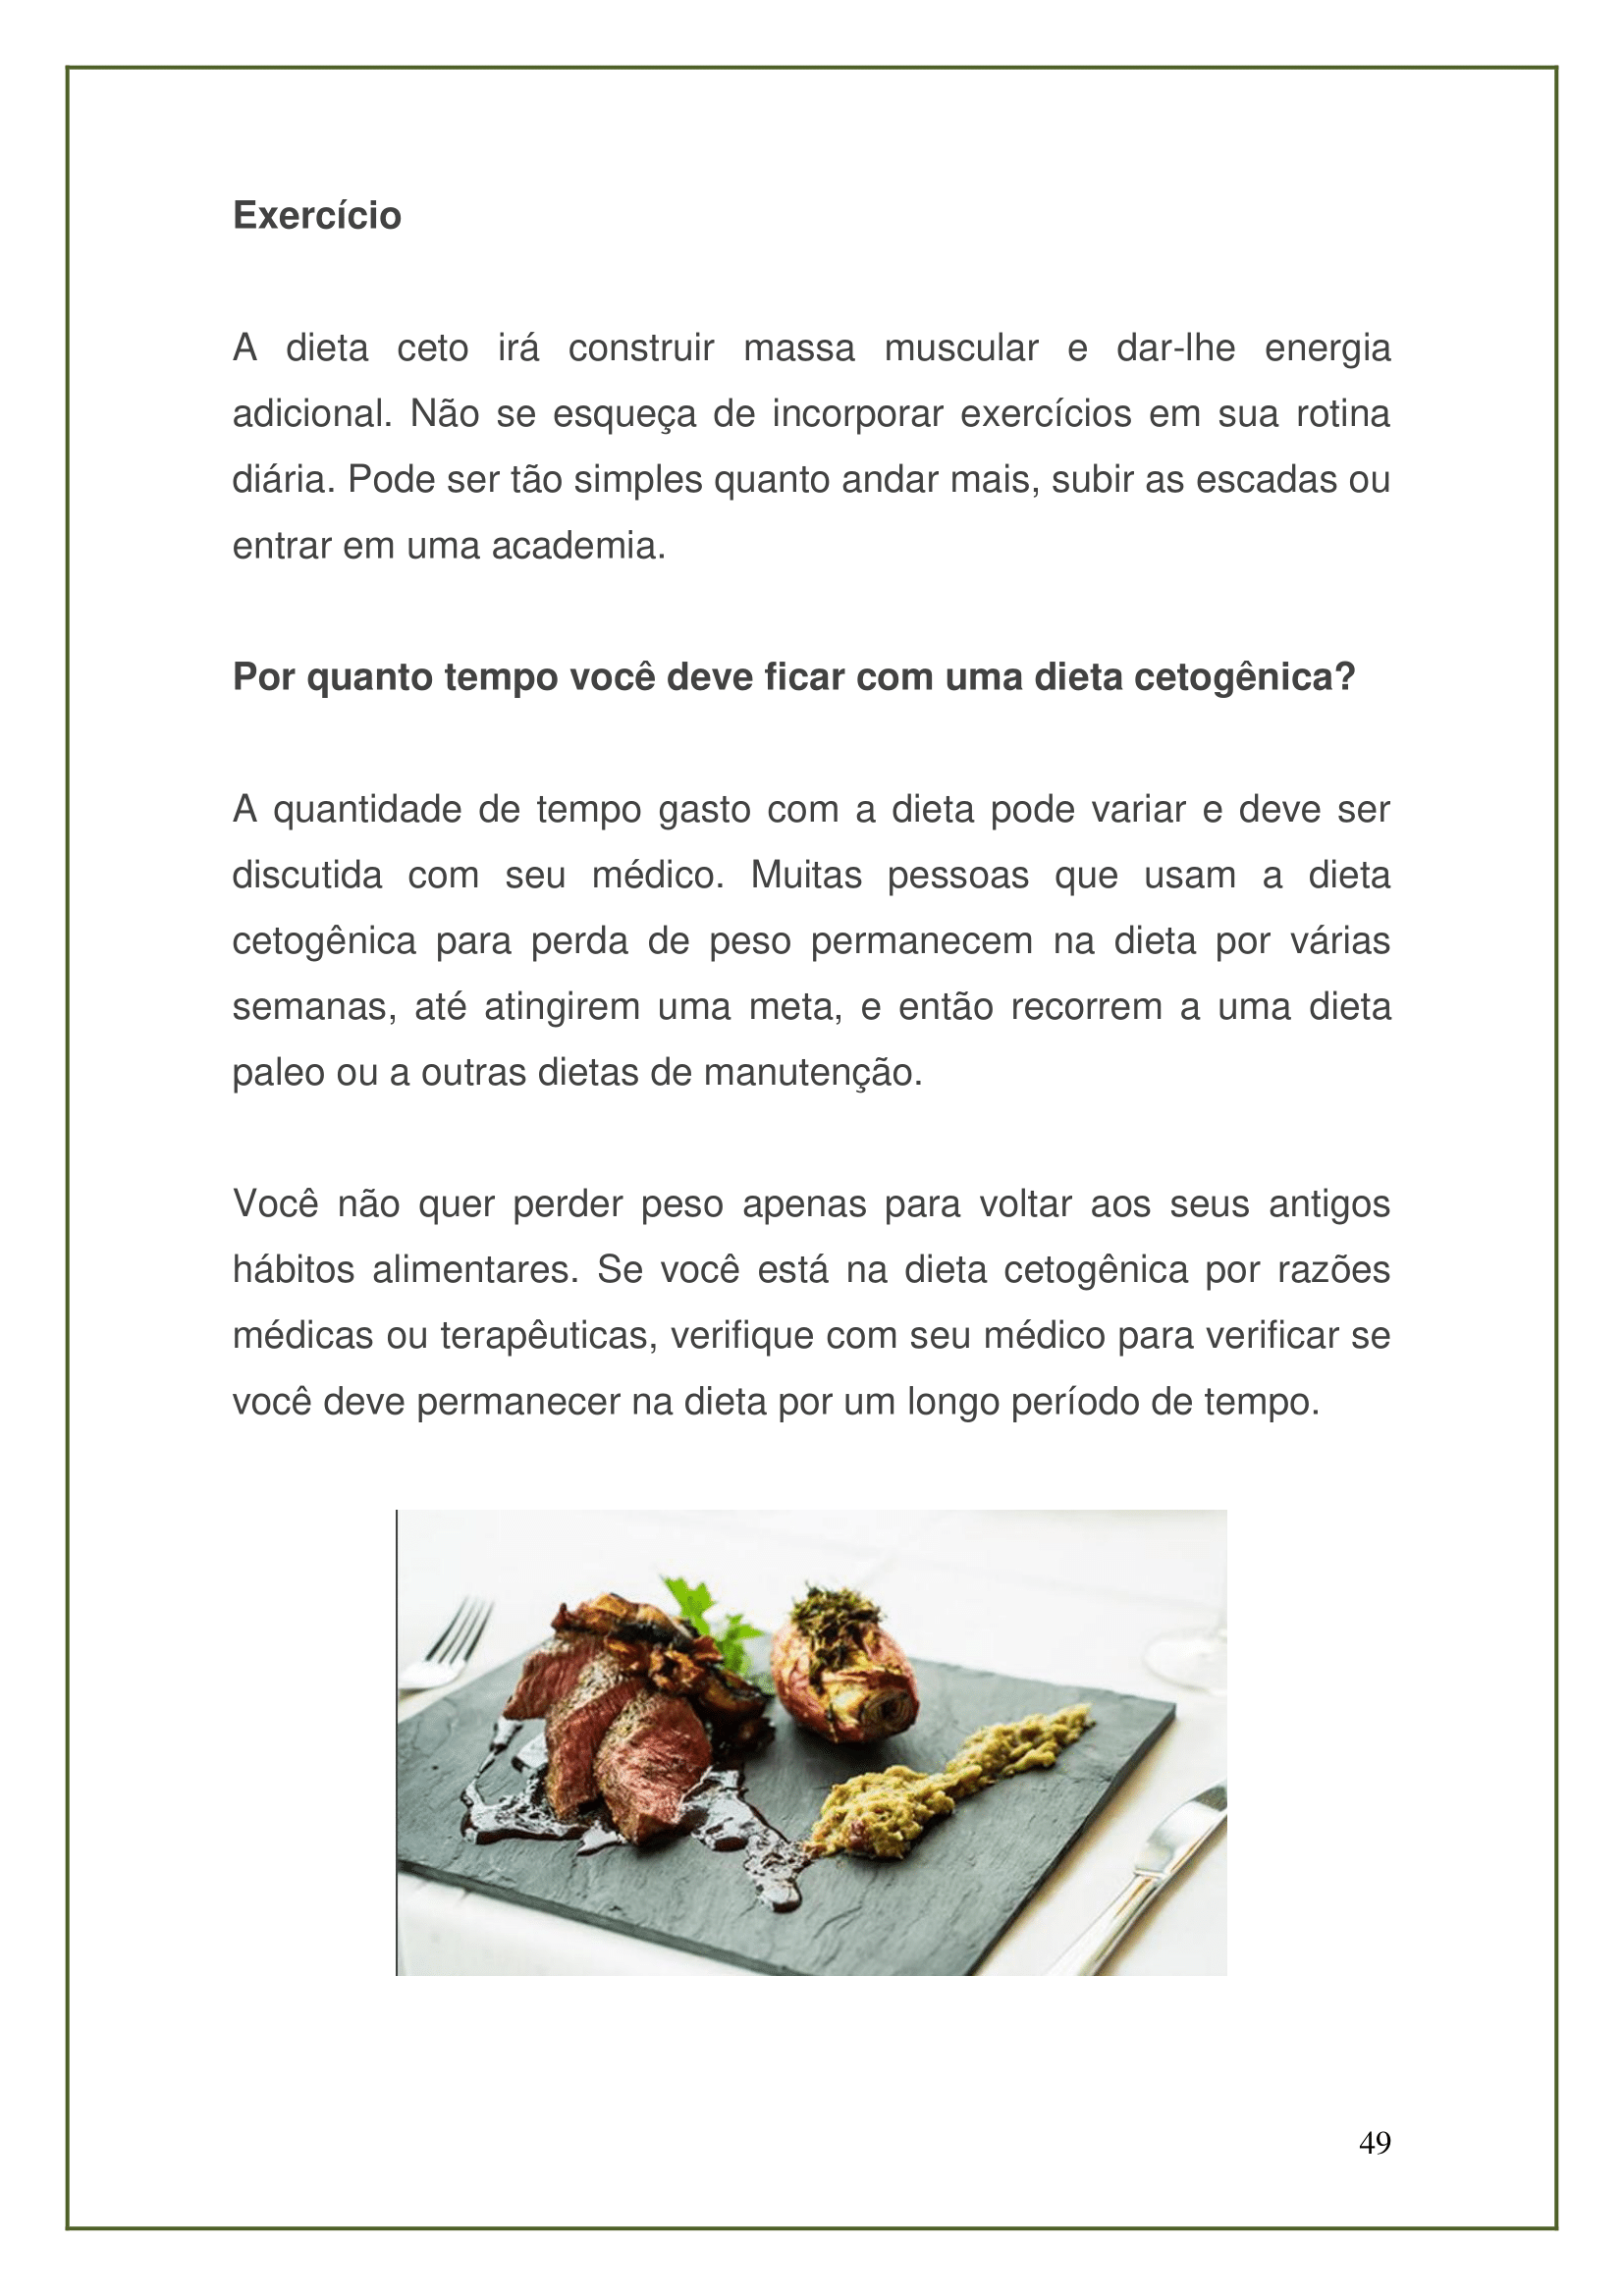 Exercício
A dieta ceto irá construir massa muscular e dar-lhe energia
adicional. Não se esqueça de incorporar exercícios em sua rotina
diária. Pode ser tão simples quanto andar mais, subir as escadas ou
entrar em uma academia.
Por quanto tempo você deve ficar com uma dieta cetogênica?
A quantidade de tempo gasto com a dieta pode variar e deve ser
discutida com seu médico. Muitas pessoas que usam a dieta
cetogênica para perda de peso permanecem na dieta por várias
semanas, até atingirem uma meta, e então recorrem a uma dieta
paleo ou a outras dietas de manutenção.
Você não quer perder peso apenas para voltar aos seus antigos
hábitos alimentares. Se você está na dieta cetogênica por razões
médicas ou terapêuticas, verifique com seu médico para verificar se
você deve permanecer na dieta por um longo período de tempo.
49